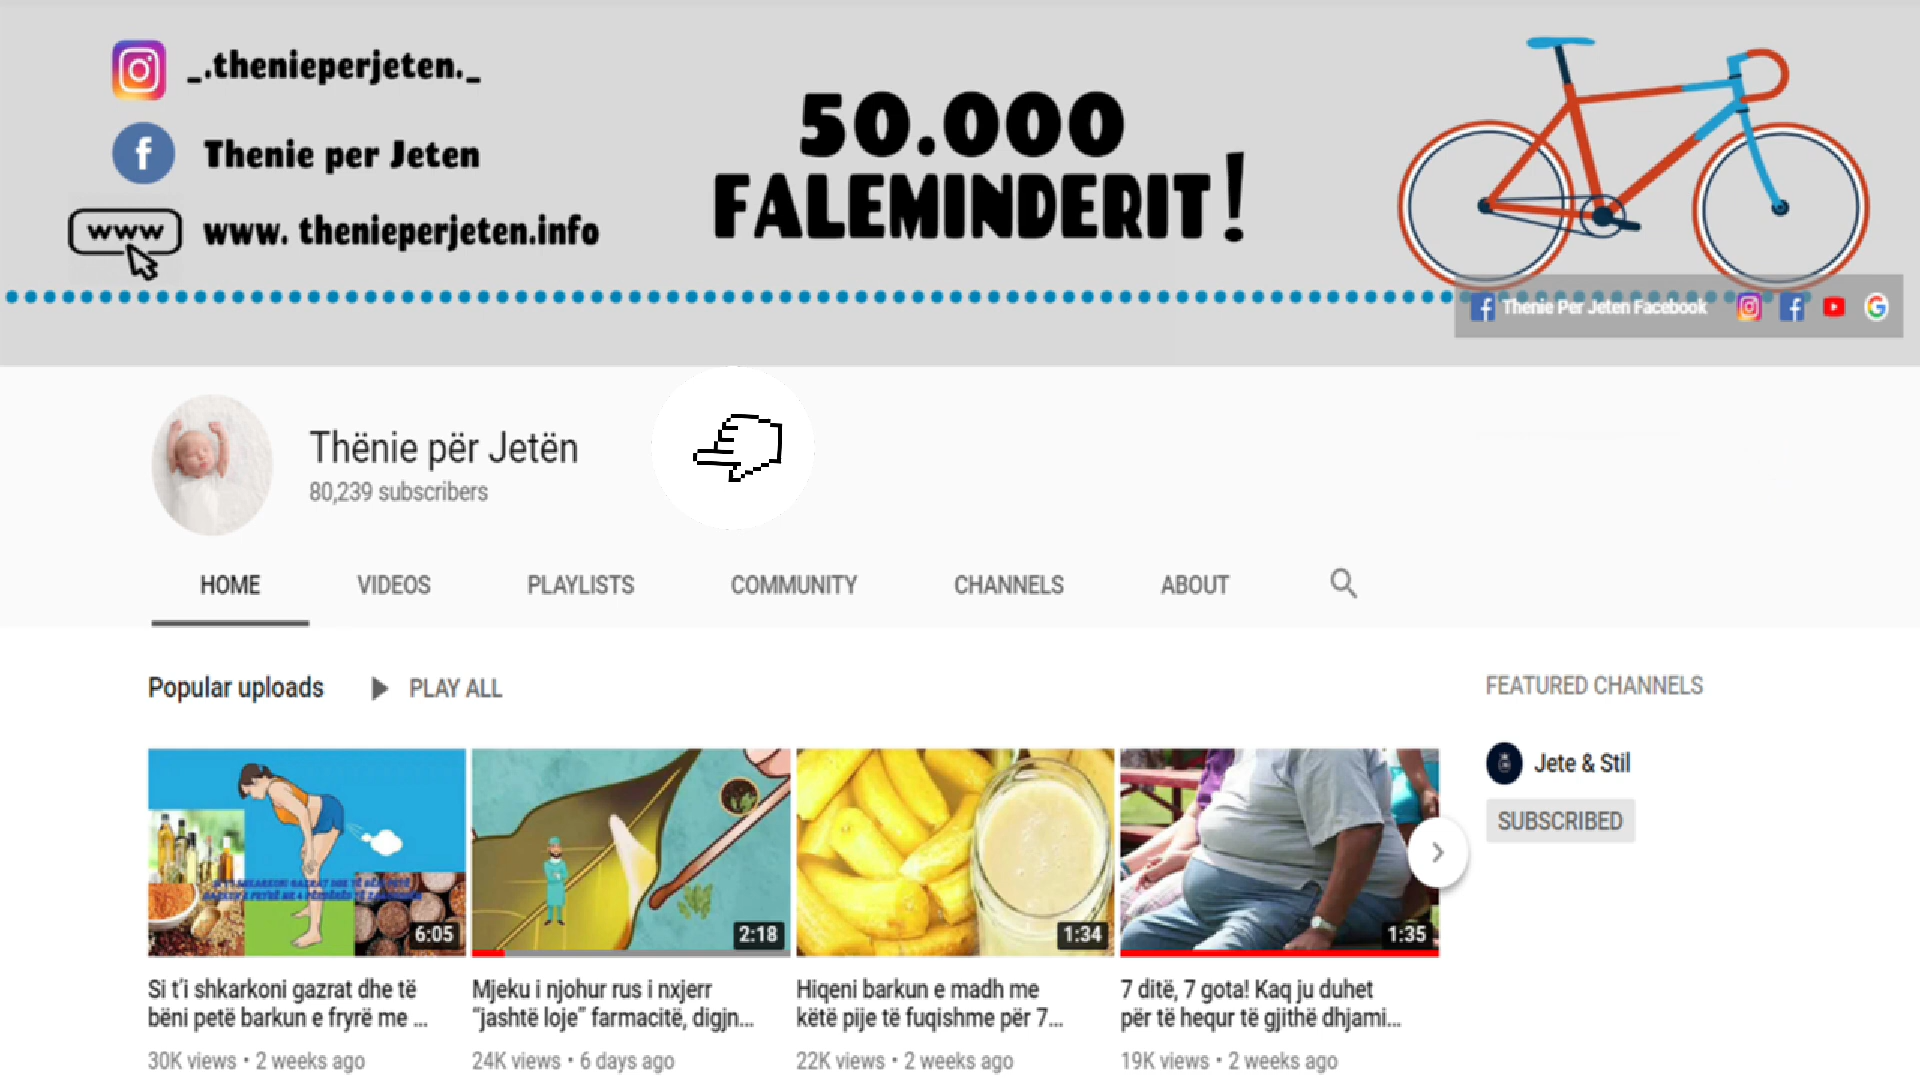 _.thenieperjeten._
Thenie per Jeten
www
www. thenieperjeten.info
50.000
FALEMINDERIT!
Thenie Per Jeten Facebook
Thënie për Jetën
80,239 subscribers
HOME VIDEOS PLAYLISTS COMMUNITY CHANNELS ABOUT
Popular uploads PLAY ALL
6:05
Si t'i shkarkoni gazrat dhe të
bëni petë barkun e fryrë me ...
30K views • 2 weeks ago
2:18
Mjeku i njohur rus i nxjerr
“jashtë loje” farmacitë, digjn...
24K views • 6 days ago
1:34
Hiqeni barkun e madh me
këtë pije të fuqishme për 7...
22K views • 2 weeks ago
1:35
7 ditë, 7 gota! Kaq ju duhet
për të hequr të gjithë dhjami...
19K views • 2 weeks ago
FEATURED CHANNELS
Jete & Stil
SUBSCRIBED